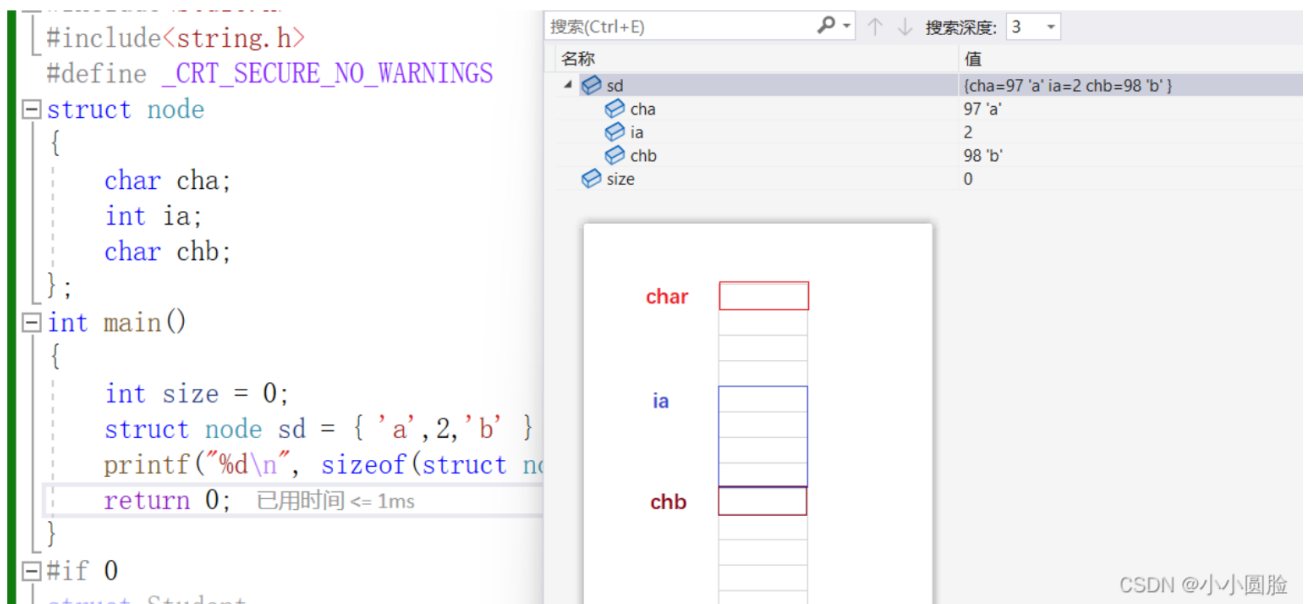 #include<string.h>
#define _CRT_SECURE_NO_WARNINGS
struct node
{
char cha;
int ia;
char chb;
};
int main()
{
int size = 0;
struct node sd = { 'a',2,'b' }
printf("%d\n", sizeof(struct
return 0; 已用时间 <= 1ms
}
#if 0
struct Student
搜索(Ctrl+E)
搜索深度: 3
名称 值
sd {cha=97 'a' ia=2 chb=98 'b' }
cha 97 'a'
ia 2
chb 98 'b'
size 0
char
ia
chb
CSDN @小小圆脸